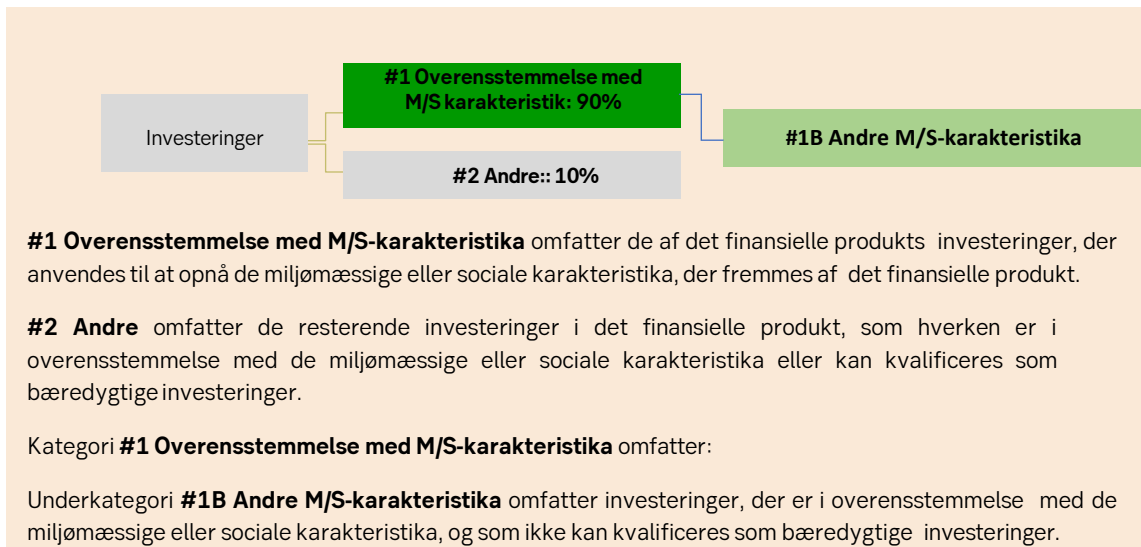 #1 Overensstemmelse med
M/S karakteristik: 90%
Investeringer
#1B Andre M/S-karakteristika
#2 Andre:: 10%
#1 Overensstemmelse med M/S-karakteristika omfatter de af det finansielle produkts investeringer, der
anvendes til at opnå de miljømæssige eller sociale karakteristika, der fremmes af det finansielle produkt.
#2 Andre omfatter de resterende investeringer i det finansielle produkt, som hverken er i
overensstemmelse med de miljømæssige eller sociale karakteristika eller kan kvalificeres som
bæredygtige investeringer.
Kategori #1 Overensstemmelse med M/S-karakteristika omfatter:
Underkategori #1B Andre M/S-karakteristika omfatter investeringer, der er i overensstemmelse med de
miljømæssige eller sociale karakteristika, og som ikke kan kvalificeres som bæredygtige investeringer.